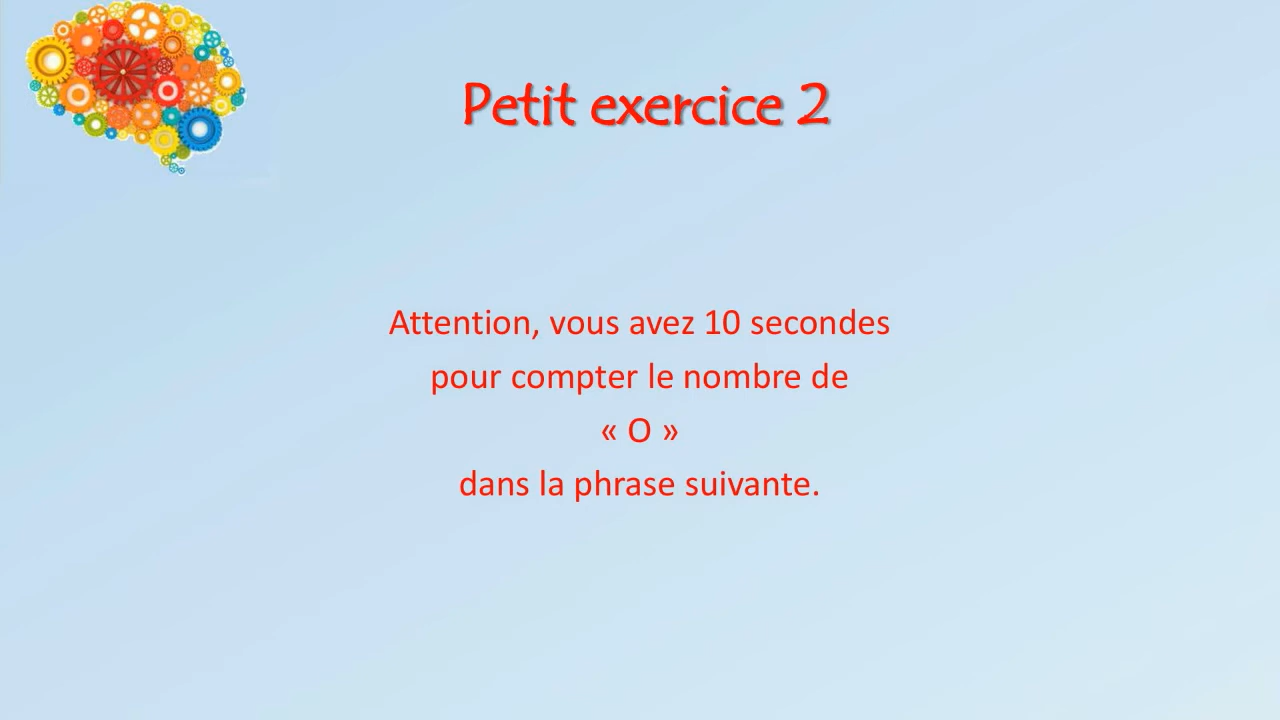 Petit exercice 2
Attention, vous avez 10 secondes
pour compter le nombre de
« O »
dans la phrase suivante.